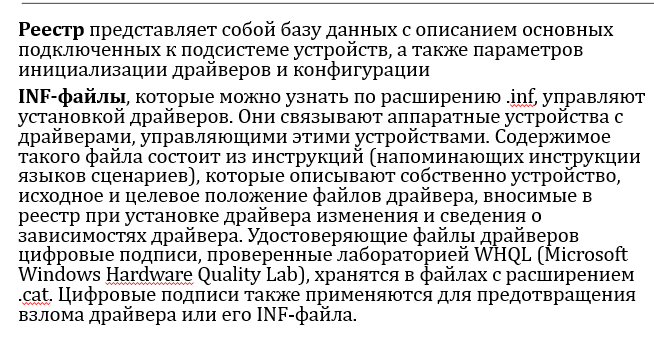 Реестр представляет собой базу данных с описанием основных
подключенных к подсистеме устройств, а также параметров
инициализации драйверов и конфигурации
INF-файлы, которые можно узнать по расширению .inf, управляют
установкой драйверов. Они связывают аппаратные устройства с
драйверами, управляющими этими устройствами. Содержимое
такого файла состоит из инструкций (напоминающих инструкции
языков сценариев), которые описывают собственно устройство,
исходное и целевое положение файлов драйвера, вносимые в
реестр при установке драйвера изменения и сведения о
зависимостях драйвера. Удостоверяющие файлы драйверов
цифровые подписи, проверенные лабораторией WHQL (Microsoft
Windows Hardware Quality Lab), хранятся в файлах с расширением
.cat. Цифровые подписи также применяются для предотвращения
взлома драйвера или его INF-файла.